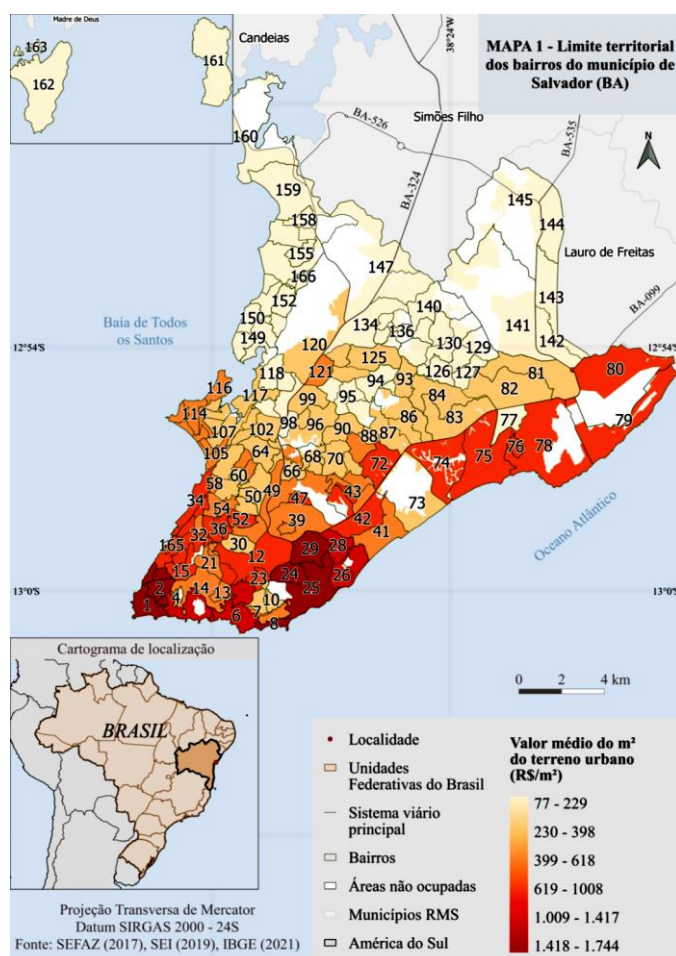 Madre de Deus
163
162
161
Candeias
38°24'W
MAPA 1 - Limite territorial
dos bairros do município de
Salvador (BA)
Simões Filho
BA-526
BA-535
BA-324
N
160
159
158
155
166
152
150
149
147
145
144
143
142
141
140
Lauro de Freitas
BA-099
Baía de Todos
os Santos
134
136
130
129
120
12°54'S
12°54'S
125
121
126
127
118
94
93
80
81
82
116
117
99
95
84
114
107
102
98
96
90
86
83
77
79
88
87
105
64
68
70
72
74
75
76
78
58
60
66
49
47
43
73
34
54
50
52
39
42
41
36
32
30
165
21
12
29
28
15
23
24
26
25
2
1
4
14
13
10
7
6
8
Oceano Atlântico
13°0'S
13°0'S
Cartograma de localização
BRASIL
0 2 4 km
Localidade
Unidades
Federativas do Brasil
Sistema viário
principal
Bairros
Áreas não ocupadas
Municípios RMS
América do Sul
Valor médio do m²
do terreno urbano
(R$/m²)
77 - 229
230 - 398
399 - 618
619 - 1008
1.009 - 1.417
1.418 - 1.744
Projeção Transversa de Mercator
Datum SIRGAS 2000 - 24S
Fonte: SEFAZ (2017), SEI (2019), IBGE (2021)